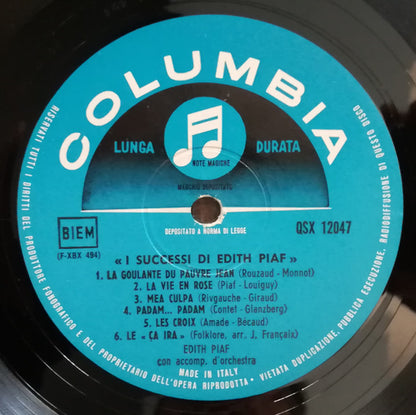 COLUMBIA
LUNGA DURATA
NOTE MAGICHE
MARCHIO DEPOSITATO
DEPOSITATO A NORMA DI LEGGE
BIEM
(F-XBX 494)
QSX 12047
« I SUCCESSI DI EDITH PIAF »
1. LA GOULANTE DU PAUVRE JEAN (Rouzaud - Monnot)
2. LA VIE EN ROSE (Piaf - Louiguy)
3. MEA CULPA (Rivgauche - Giraud)
4. PADAM... PADAM (Contet - Glanzberg)
5. LES CROIX (Amade - Bécaud)
6. LE « ÇA IRA » (Folklore, arr. J. Françaix)
EDITH PIAF
con accomp. d'orchestra
MADE IN ITALY
RISERVATI TUTTI I DIRITTI DEL PRODUTTORE FONOGRAFICO E DEL PROPRIETARIO DELL'OPERA RIPRODOTTA - VIETATA DUPLICAZIONE, PUBBLICA ESECUZIONE, RADIODIFFUSIONE DI QUESTO DISCO